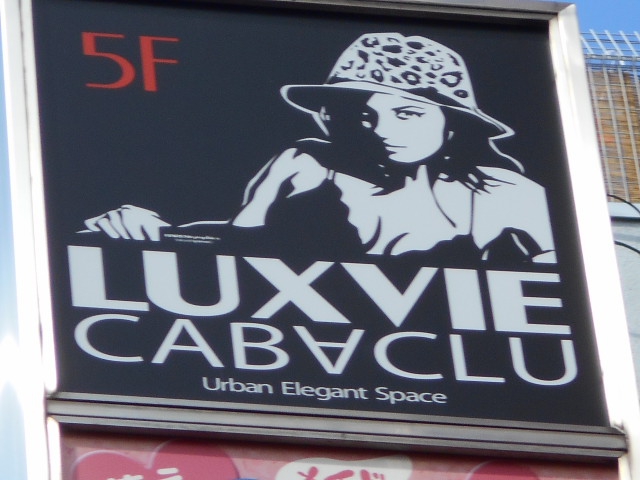 5F
LUXVIE
CABACLU
Urban Elegant Space